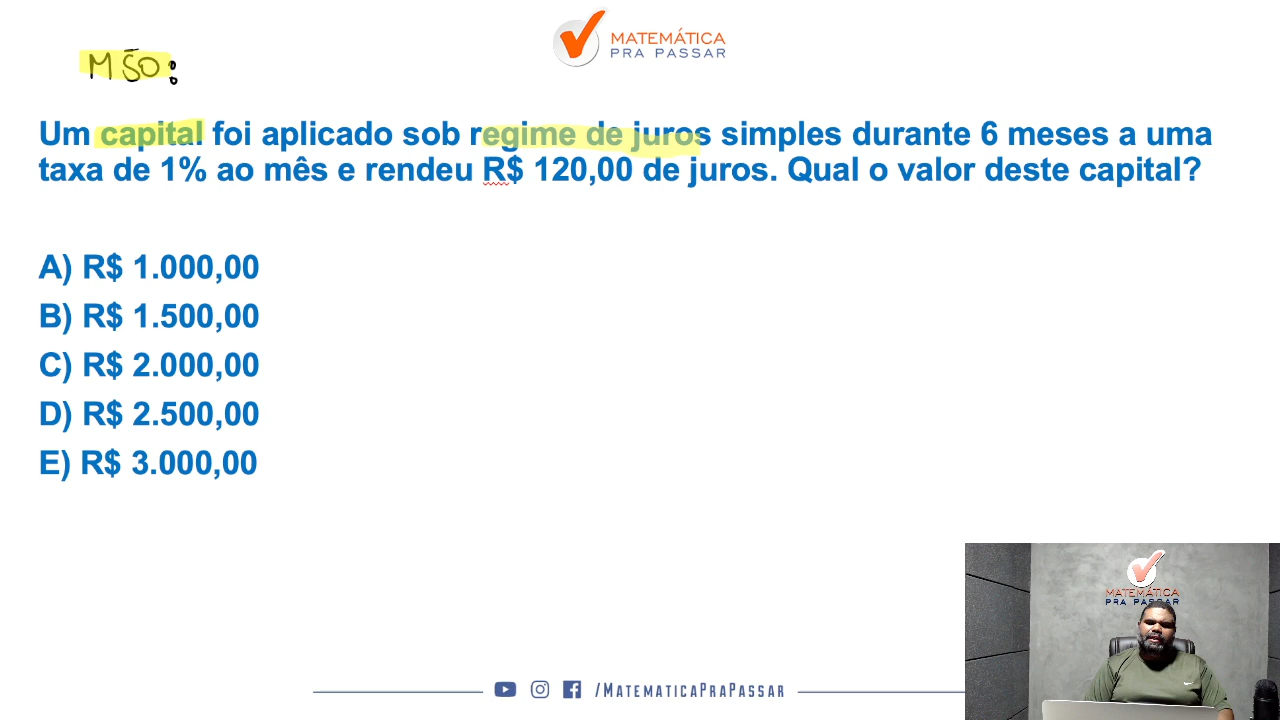 MATEMÁTICA
PRA PASSAR
Um capital foi aplicado sob regime de juros simples durante 6 meses a uma
taxa de 1% ao mês e rendeu R$ 120,00 de juros. Qual o valor deste capital?
A) R$ 1.000,00
B) R$ 1.500,00
C) R$ 2.000,00
D) R$ 2.500,00
E) R$ 3.000,00
MATEMÁTICA
PRA PASSAR
/MATEMATICAPRAPASSAR